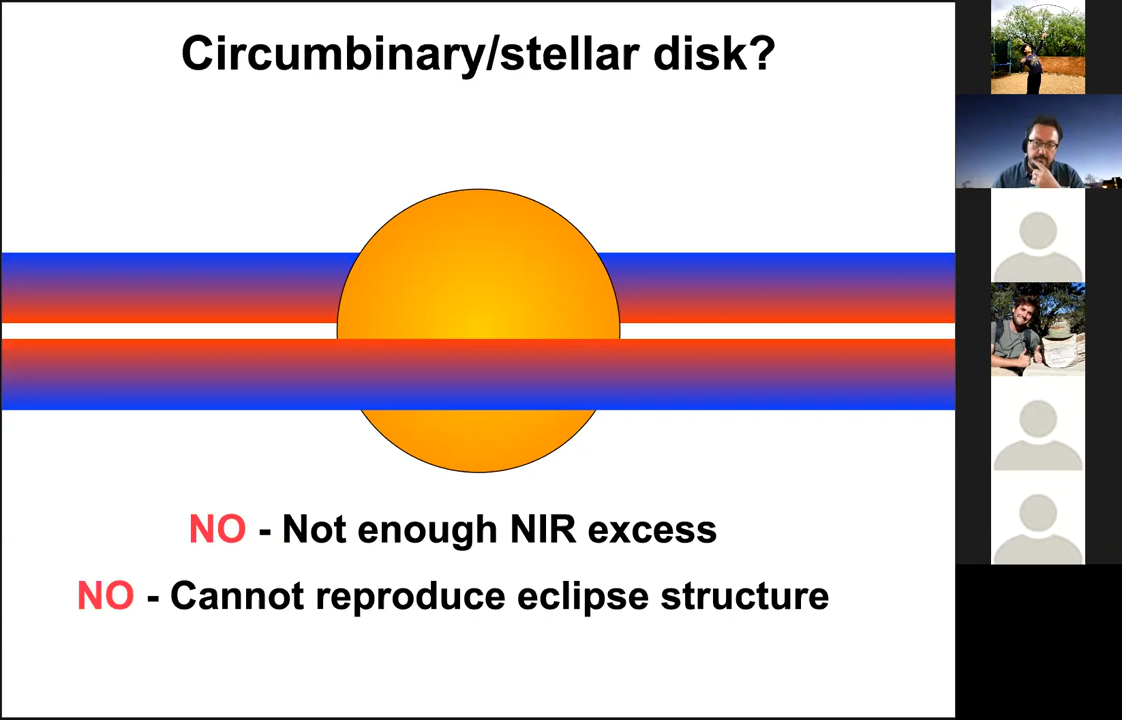 Circumbinary/stellar disk?
NO - Not enough NIR excess
NO - Cannot reproduce eclipse structure